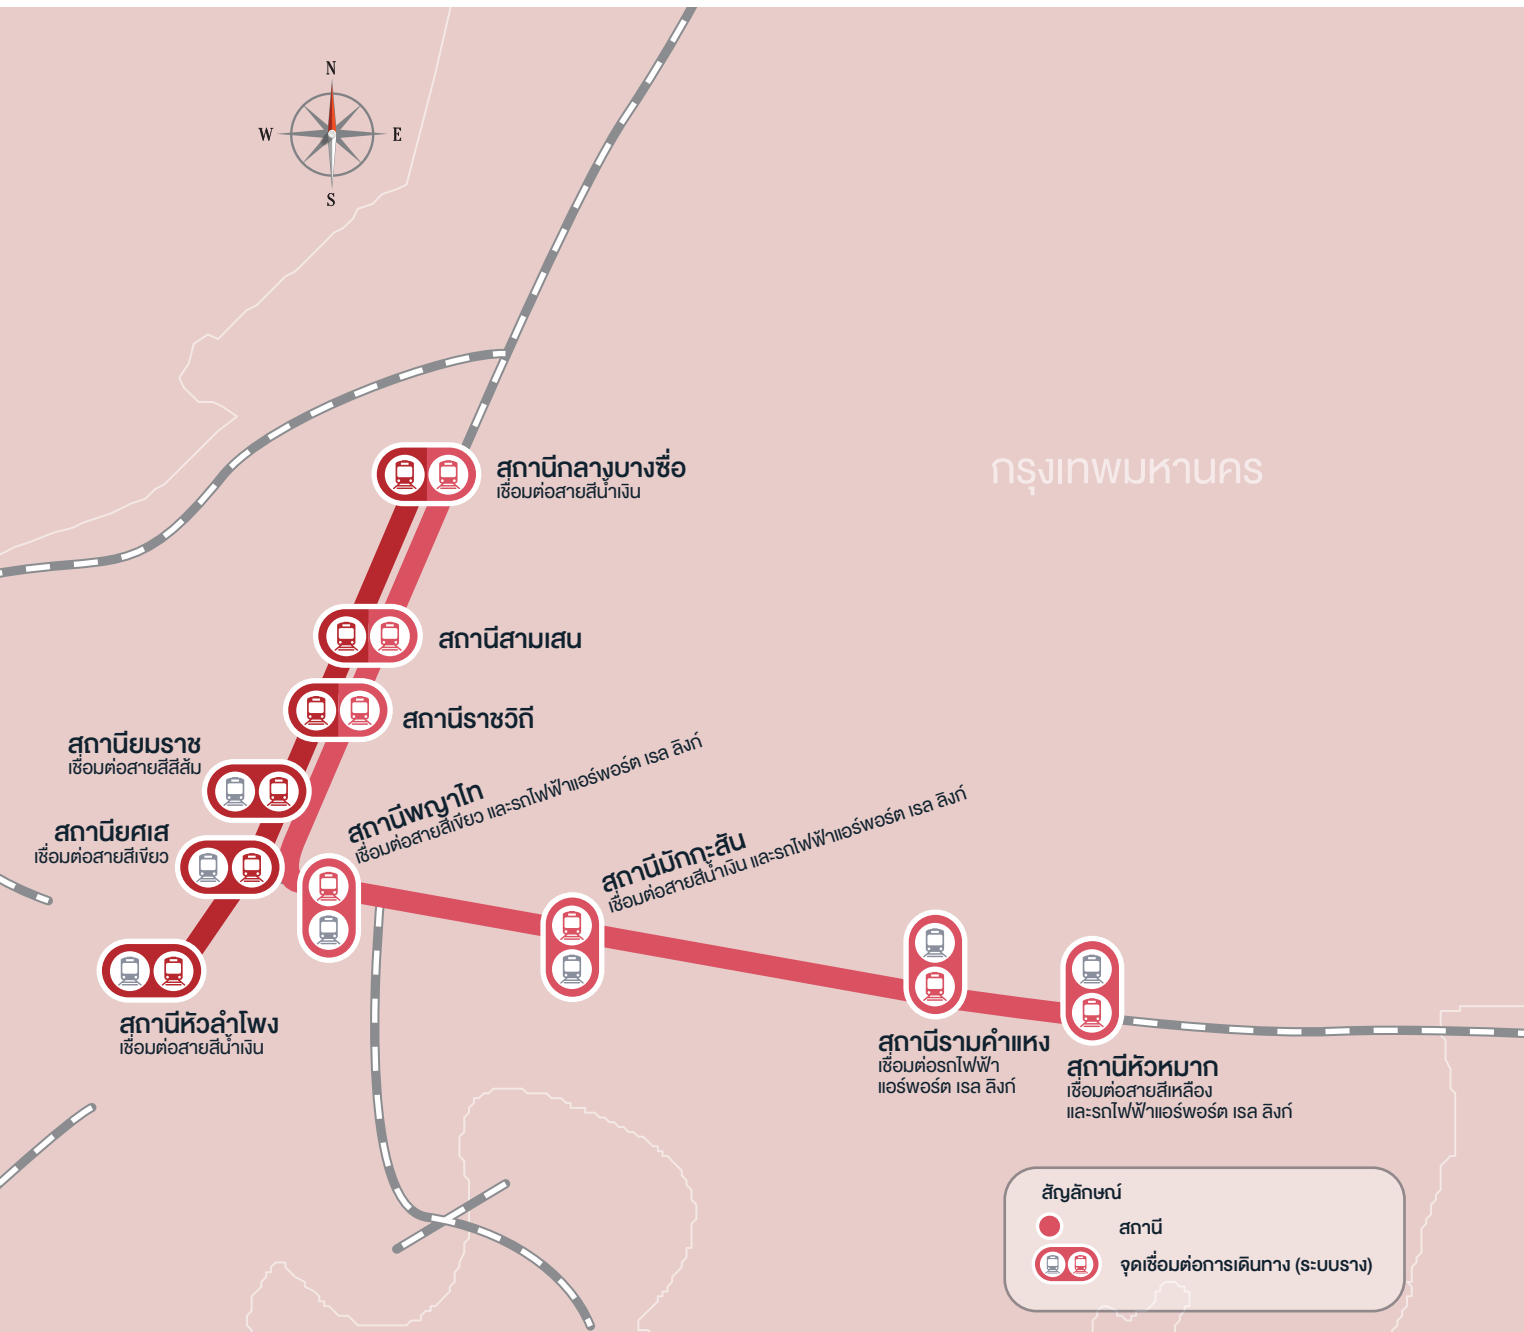 N
W
E
S
สถานีกลางบางซื่อ
เชื่อมต่อสายสีน้ำเงิน
กรุงเทพมหานคร
สถานีสามเสน
สถานีราชวิถี
สถานียมราช
เชื่อมต่อสายสีสีส้ม
สถานีพญาไท
เชื่อมต่อสายสีเขียว และรถไฟฟ้าแอร์พอร์ต เรล ลิงก์
สถานียศเส
เชื่อมต่อสายสีเขียว
สถานีมักกะสัน
เชื่อมต่อสายสีน้ำเงิน และรถไฟฟ้าแอร์พอร์ต เรล ลิงก์
สถานีหัวลำโพง
เชื่อมต่อสายสีน้ำเงิน
สถานีรามคำแหง
เชื่อมต่อรถไฟฟ้า
แอร์พอร์ต เรล ลิงก์
สถานีหัวหมาก
เชื่อมต่อสายสีเหลือง
และรถไฟฟ้าแอร์พอร์ต เรล ลิงก์
สัญลักษณ์
สถานี
จุดเชื่อมต่อการเดินทาง (ระบบราง)